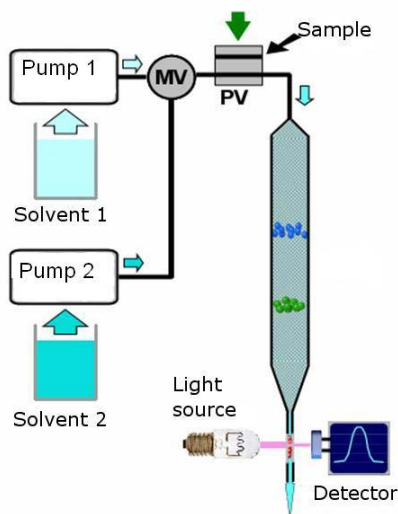 Sample
Pump 1
MV
PV
Solvent 1
Pump 2
Solvent 2
Light
source
Detector